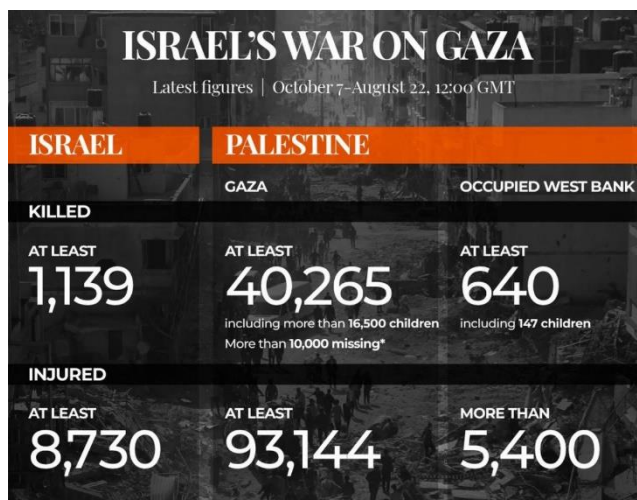 ISRAEL'S WAR ON GAZA
Latest figures | October 7-August 22, 12:00 GMT
ISRAEL PALESTINE
GAZA OCCUPIED WEST BANK
KILLED
AT LEAST AT LEAST AT LEAST
1,139 40,265 640
including more than 16,500 children including 147 children
More than 10,000 missing*
INJURED
AT LEAST AT LEAST MORE THAN
8,730 93,144 5,400